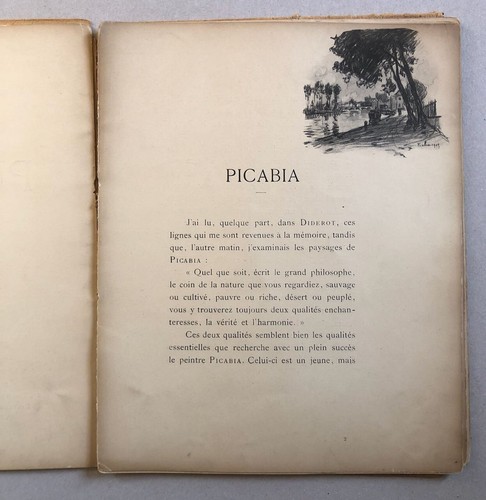 PICABIA
J'ai lu, quelque part, dans DIDEROT, ces
lignes qui me sont revenues à la mémoire, tandis
que, l'autre matin, j'examinais les paysages de
PICABIA :
« Quel que soit, écrit le grand philosophe,
le coin de la nature que vous regardiez, sauvage
ou cultivé, pauvre ou riche, désert ou peuplé,
vous y trouverez toujours deux qualités enchan-
teresses, la vérité et l'harmonie. »
Ces deux qualités semblent bien les qualités
essentielles que recherche avec un plein succès
le peintre PICABIA. Celui-ci est un jeune, mais